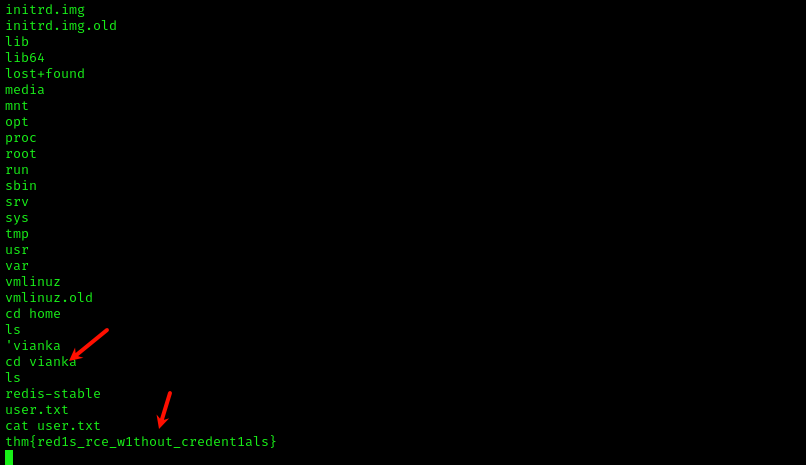 initrd.img
initrd.img.old
lib
lib64
lost+found
media
mnt
opt
proc
root
run
sbin
srv
sys
tmp
usr
var
vmlinuz
vmlinuz.old
cd home
ls
'vianka
cd vianka
ls
redis-stable
user.txt
cat user.txt
thm{red1s_rce_w1thout_credent1als}